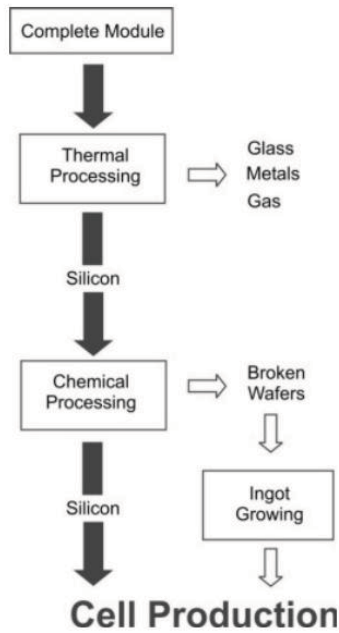 Complete Module
Thermal
Processing
Glass
Metals
Gas
Silicon
Chemical
Processing
Broken
Wafers
Silicon
Ingot
Growing
Cell Production